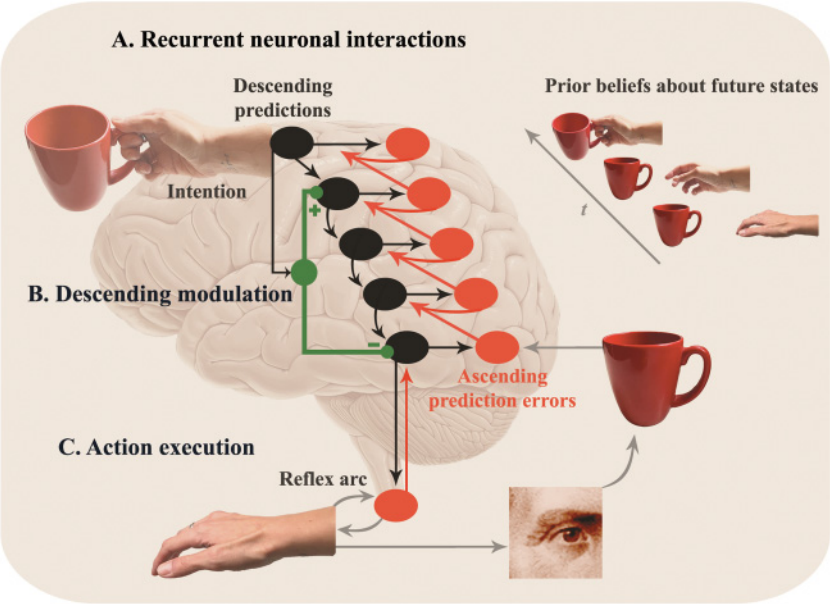 A. Recurrent neuronal interactions
Descending
predictions
Prior beliefs about future states
Intention
+
t
B. Descending modulation
-
Ascending
prediction errors
C. Action execution
Reflex arc